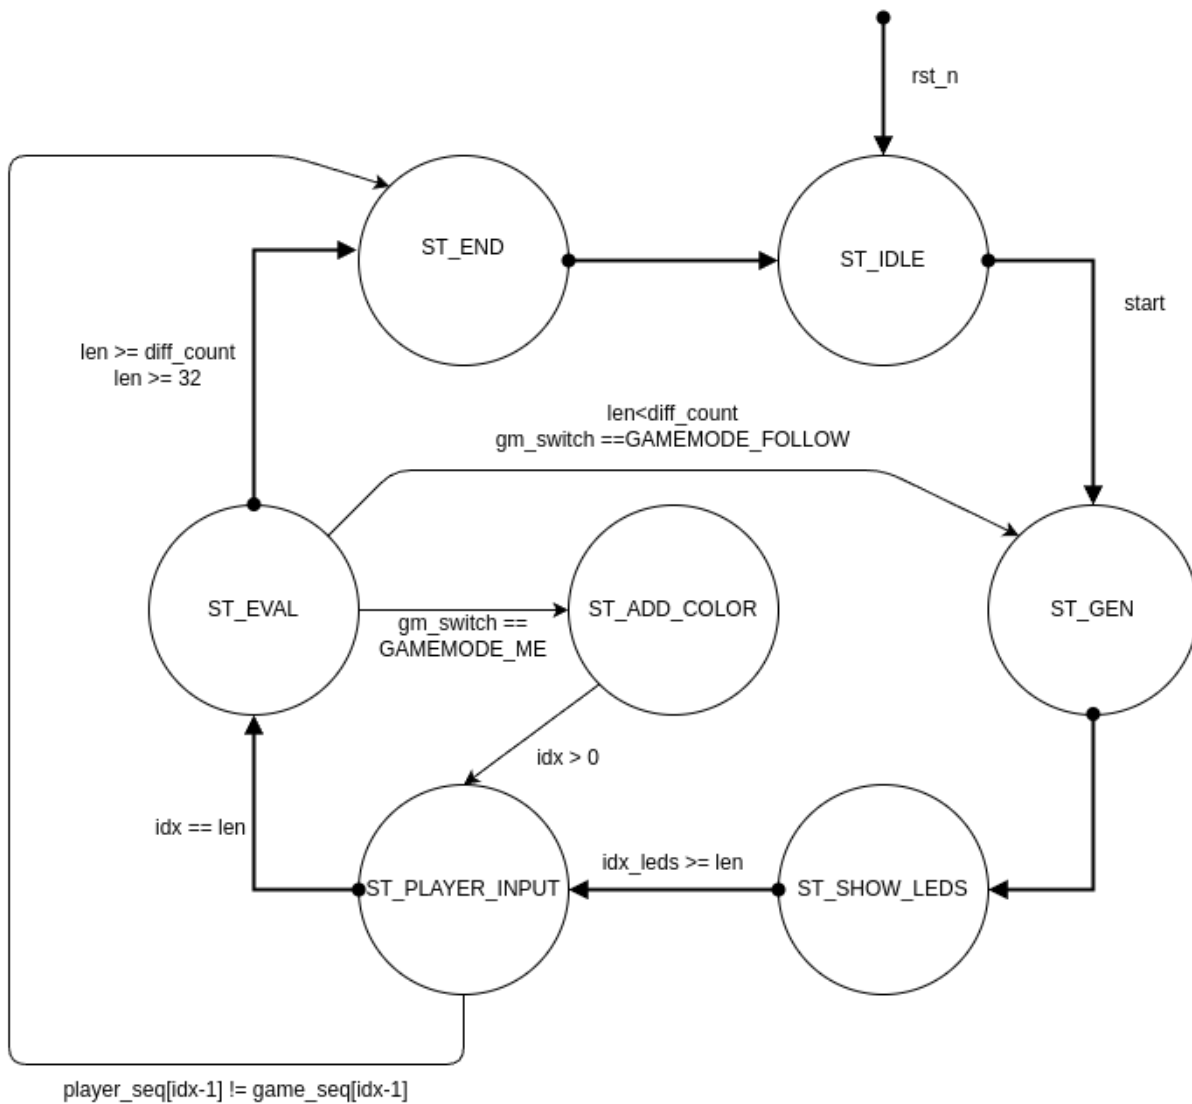 rst_n
ST_END
ST_IDLE
start
len >= diff_count
len >= 32
len<diff_count
gm_switch ==GAMEMODE_FOLLOW
ST_EVAL
ST_ADD_COLOR
ST_GEN
gm_switch ==
GAMEMODE_ME
idx > 0
idx == len
idx_leds >= len
ST_PLAYER_INPUT
ST_SHOW_LEDS
player_seq[idx-1] != game_seq[idx-1]